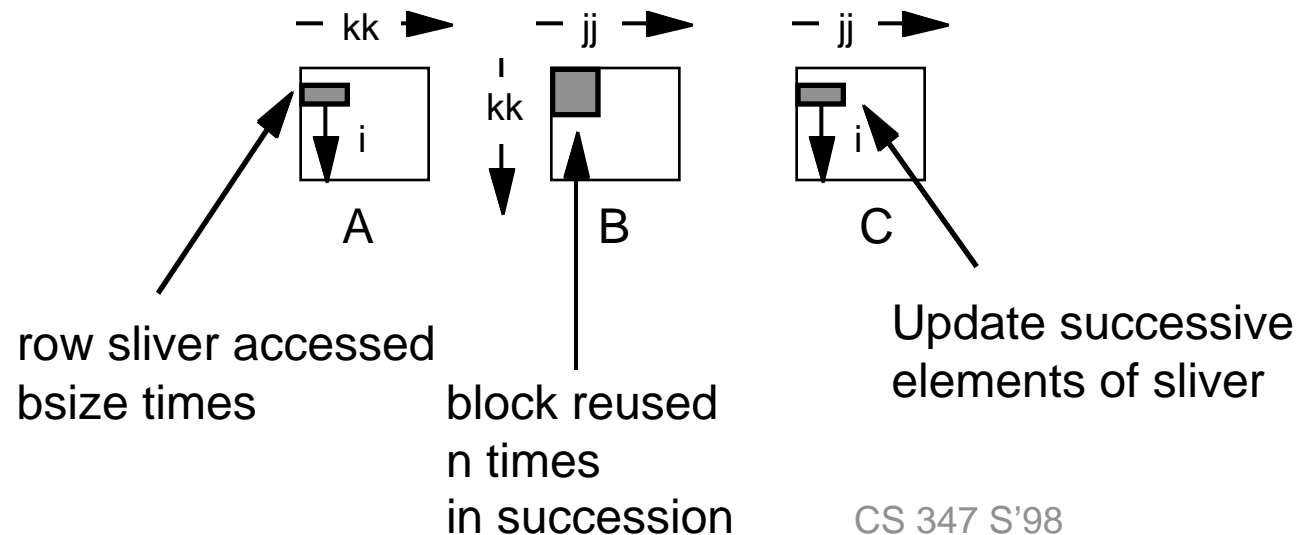 kk
jj
jj
kk
i
i
A
B
C
row sliver accessed
bsize times
block reused
n times
in succession
Update successive
elements of sliver
CS 347 S’98